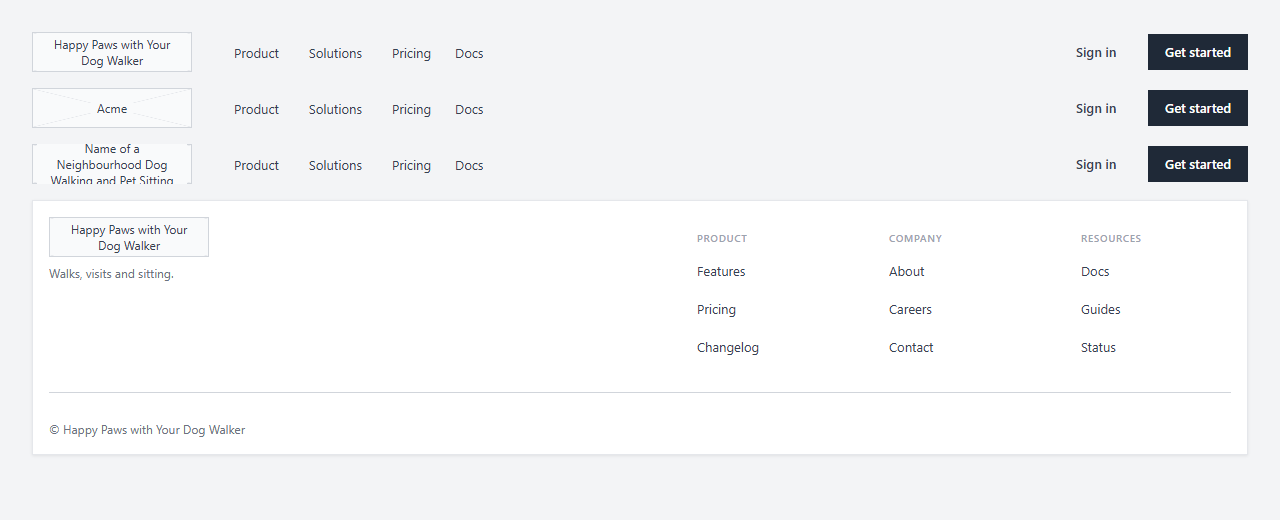 Happy Paws with Your
Dog Walker
Product Solutions Pricing Docs Sign in Get started
Acme
Product Solutions Pricing Docs Sign in Get started
Name of a
Neighbourhood Dog
Walking and Pet Sitting
Product Solutions Pricing Docs Sign in Get started
Happy Paws with Your
Dog Walker
Walks, visits and sitting.
PRODUCT COMPANY RESOURCES
Features About Docs
Pricing Careers Guides
Changelog Contact Status
© Happy Paws with Your Dog Walker